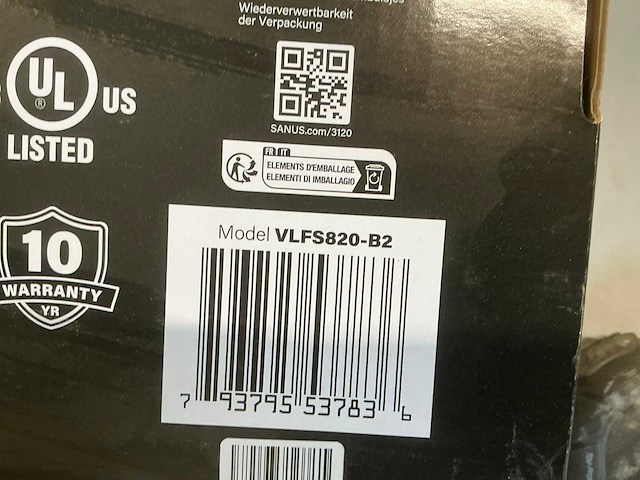 Wiederverwertbarkeit
der Verpackung
UL
®
US
LISTED
SANUS.com/3120
FR IT
ELEMENTS D'EMBALLAGE
ELEMENTI DI IMBALLAGIO
10
WARRANTY
YR
Model VLFS820-B2
7 93795 53783 6